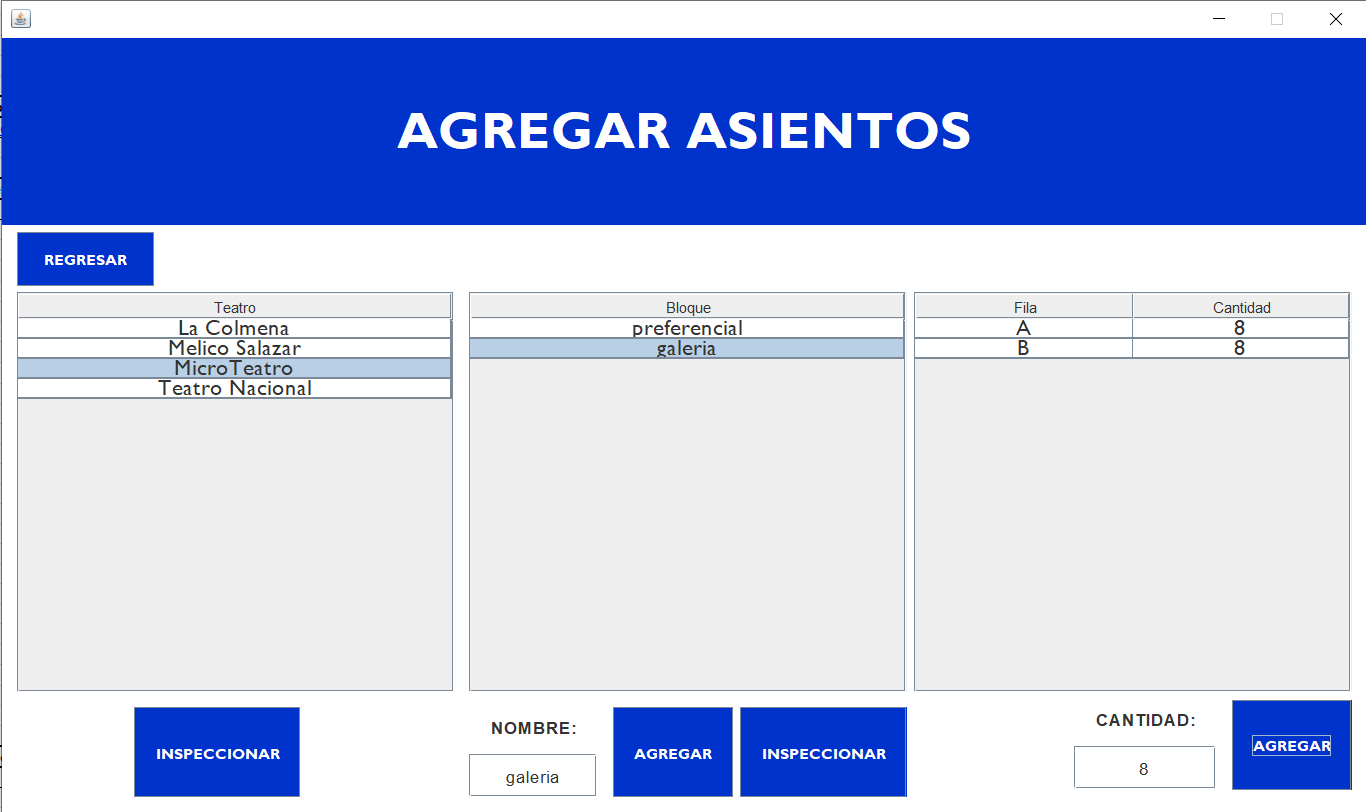 AGREGAR ASIENTOS
REGRESAR
Teatro
La Colmena
Melico Salazar
MicroTeatro
Teatro Nacional
Bloque
preferencial
galeria
Fila Cantidad
A 8
B 8
INSPECCIONAR
NOMBRE:
galeria
AGREGAR
INSPECCIONAR
CANTIDAD:
8
AGREGAR